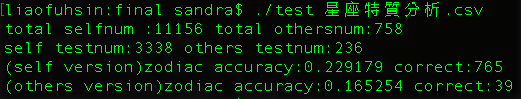 [liaofuhsin:final sandra$ ./test 星座特質分析.csv
total selfnum :11156 total othersnum:758
self testnum:3338 others testnum:236
(self version)zodiac accuracy:0.229179 correct:765
(others version)zodiac accuracy:0.165254 correct:39